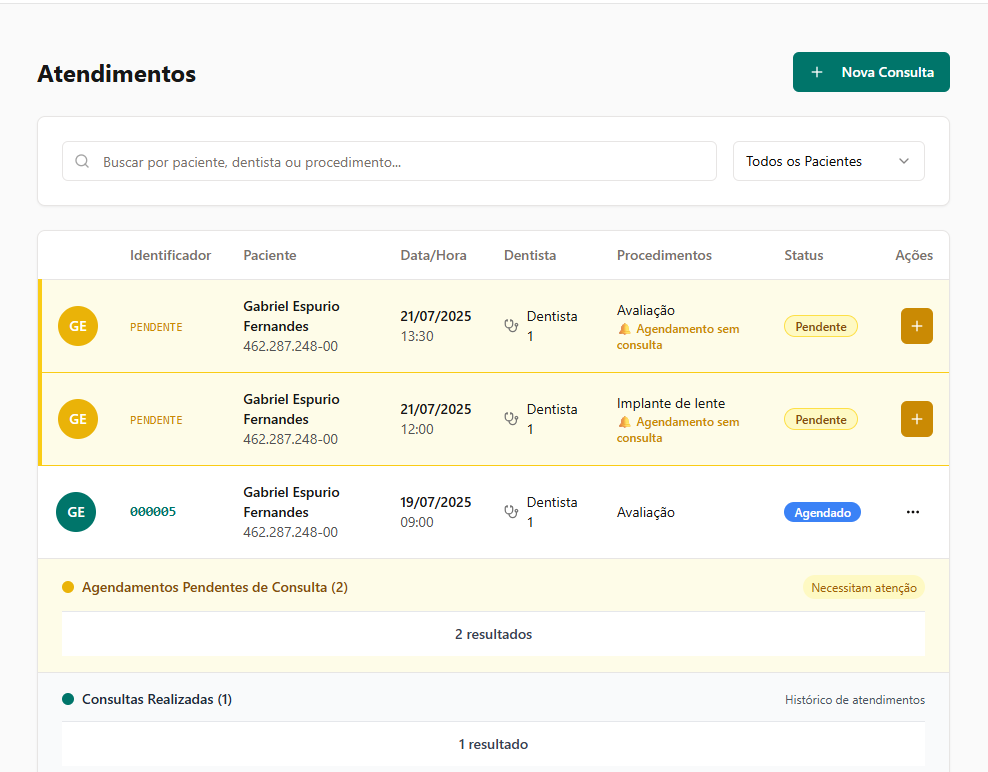 Atendimentos
+ Nova Consulta
Buscar por paciente, dentista ou procedimento...
Todos os Pacientes
Identificador Paciente Data/Hora Dentista Procedimentos Status Ações
GE
PENDENTE
Gabriel Espurio
Fernandes
462.287.248-00
21/07/2025
13:30
Dentista
1
Avaliação
🔔 Agendamento sem
consulta
Pendente
+
GE
PENDENTE
Gabriel Espurio
Fernandes
462.287.248-00
21/07/2025
12:00
Dentista
1
Implante de lente
🔔 Agendamento sem
consulta
Pendente
+
GE
000005
Gabriel Espurio
Fernandes
462.287.248-00
19/07/2025
09:00
Dentista
1
Avaliação
Agendado
...
Agendamentos Pendentes de Consulta (2)
Necessitam atenção
2 resultados
Consultas Realizadas (1)
Histórico de atendimentos
1 resultado